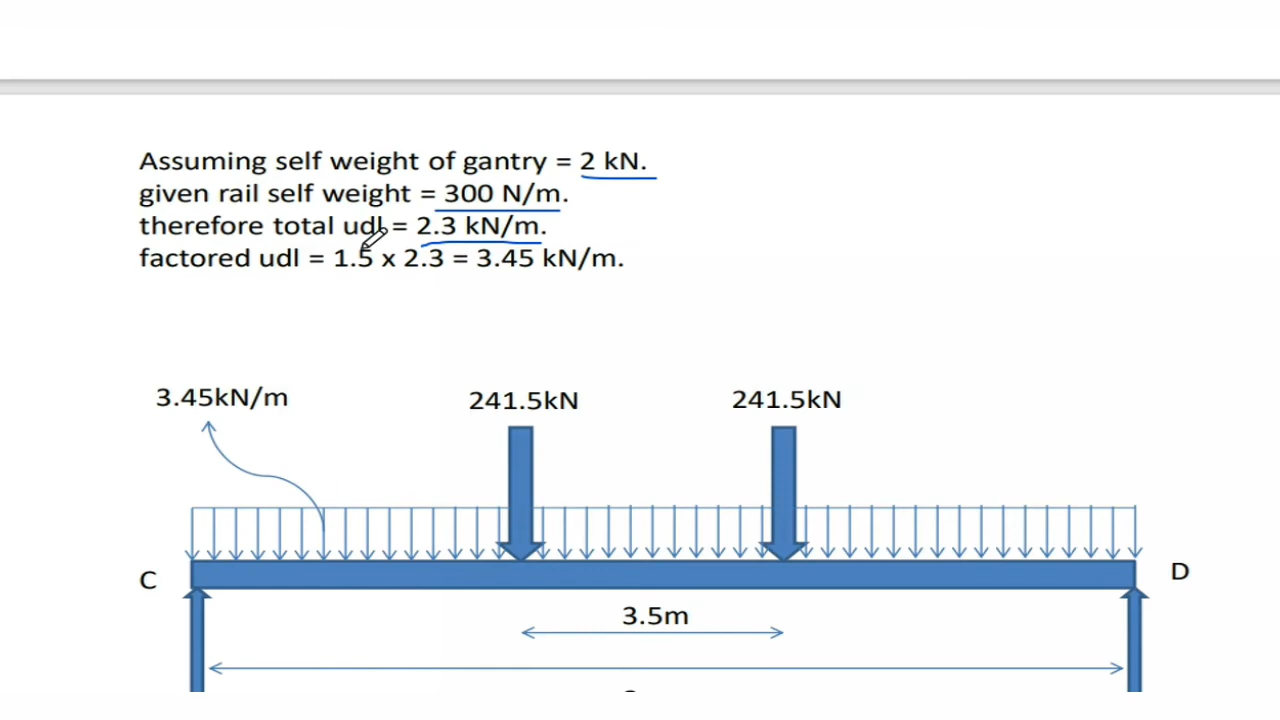 Assuming self weight of gantry = 2 kN.
given rail self weight = 300 N/m.
therefore total udl = 2.3 kN/m.
factored udl = 1.5 x 2.3 = 3.45 kN/m.
3.45kN/m
241.5kN
241.5kN
C
D
3.5m